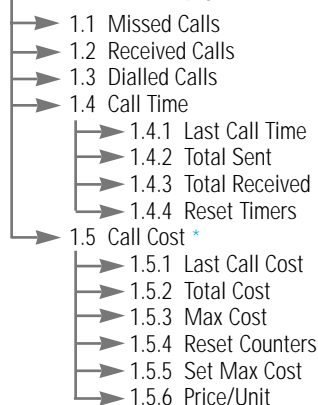 1.1 Missed Calls
1.2 Received Calls
1.3 Dialled Calls
1.4 Call Time
1.4.1 Last Call Time
1.4.2 Total Sent
1.4.3 Total Received
1.4.4 Reset Timers
1.5 Call Cost *
1.5.1 Last Call Cost
1.5.2 Total Cost
1.5.3 Max Cost
1.5.4 Reset Counters
1.5.5 Set Max Cost
1.5.6 Price/Unit